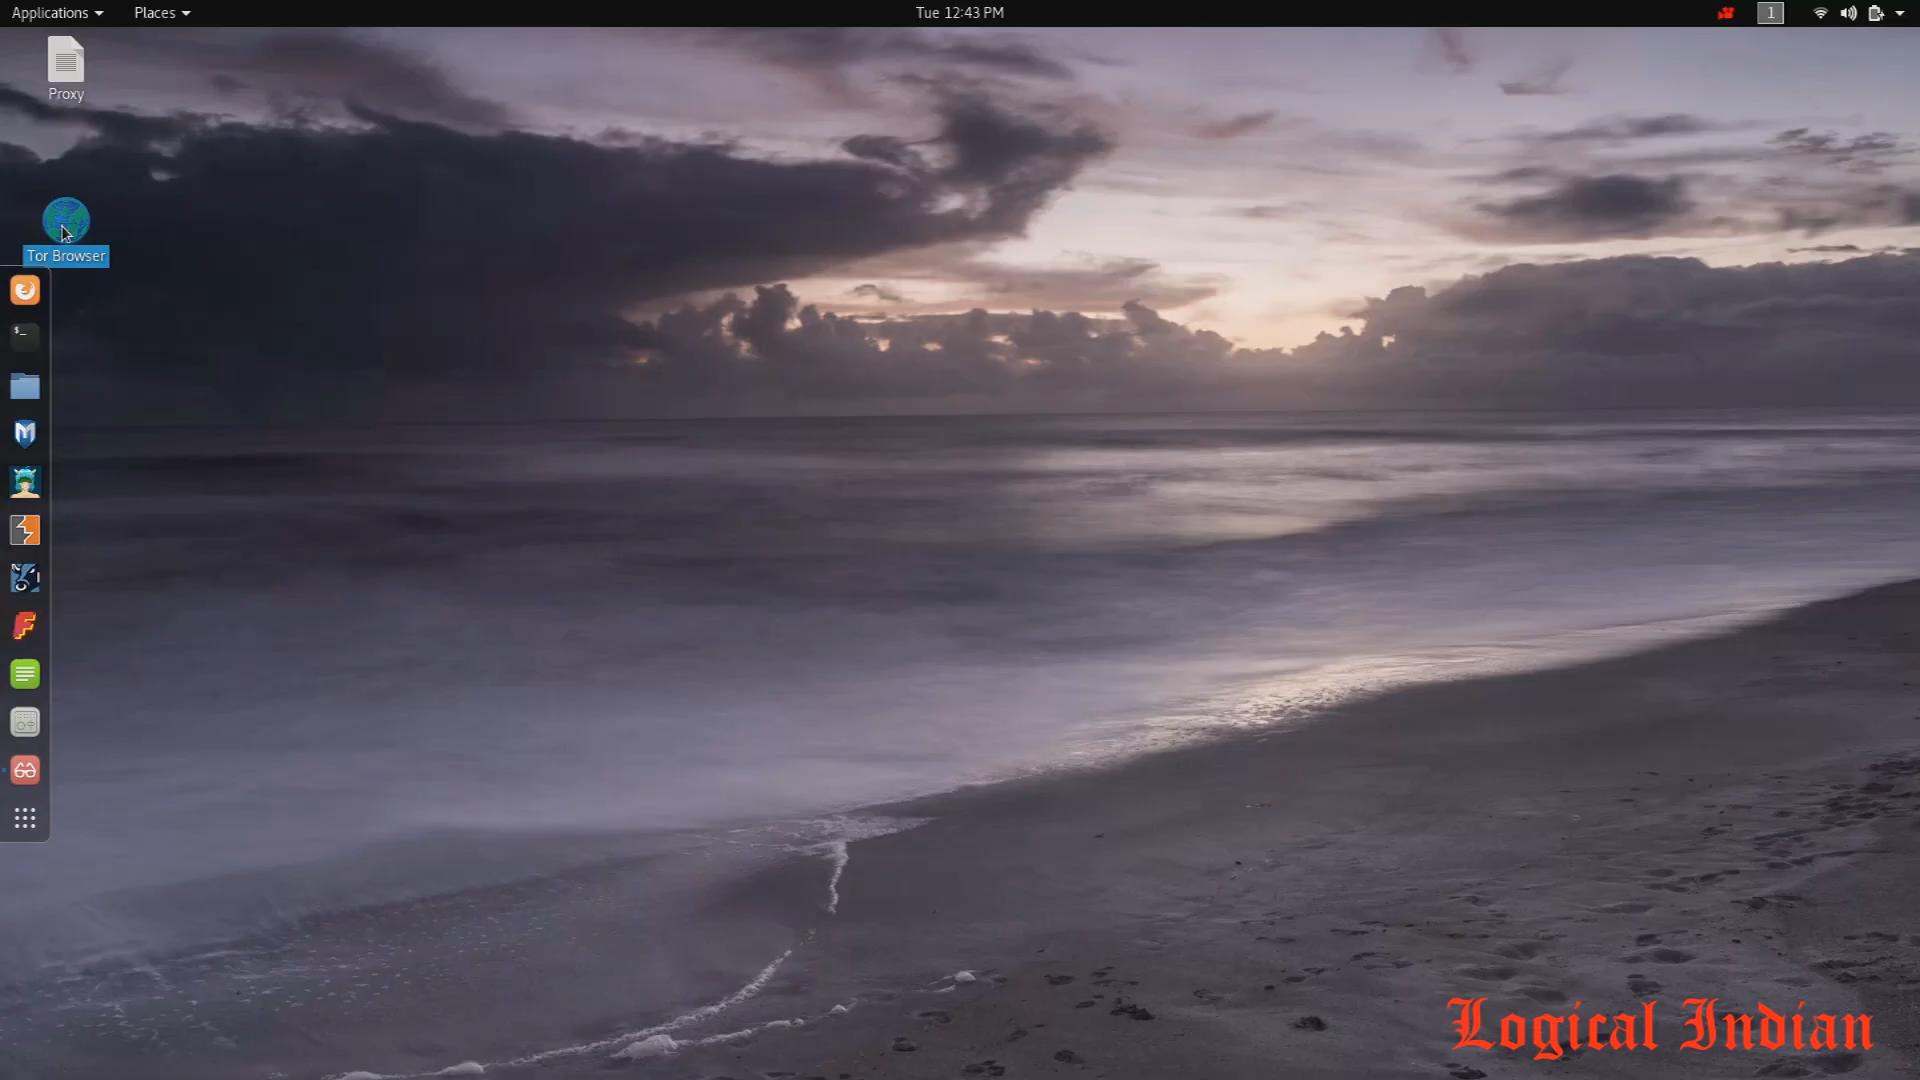 Applications
Places
Tue 12:43 PM
1
Proxy
Tor Browser
$_
Logical Indian